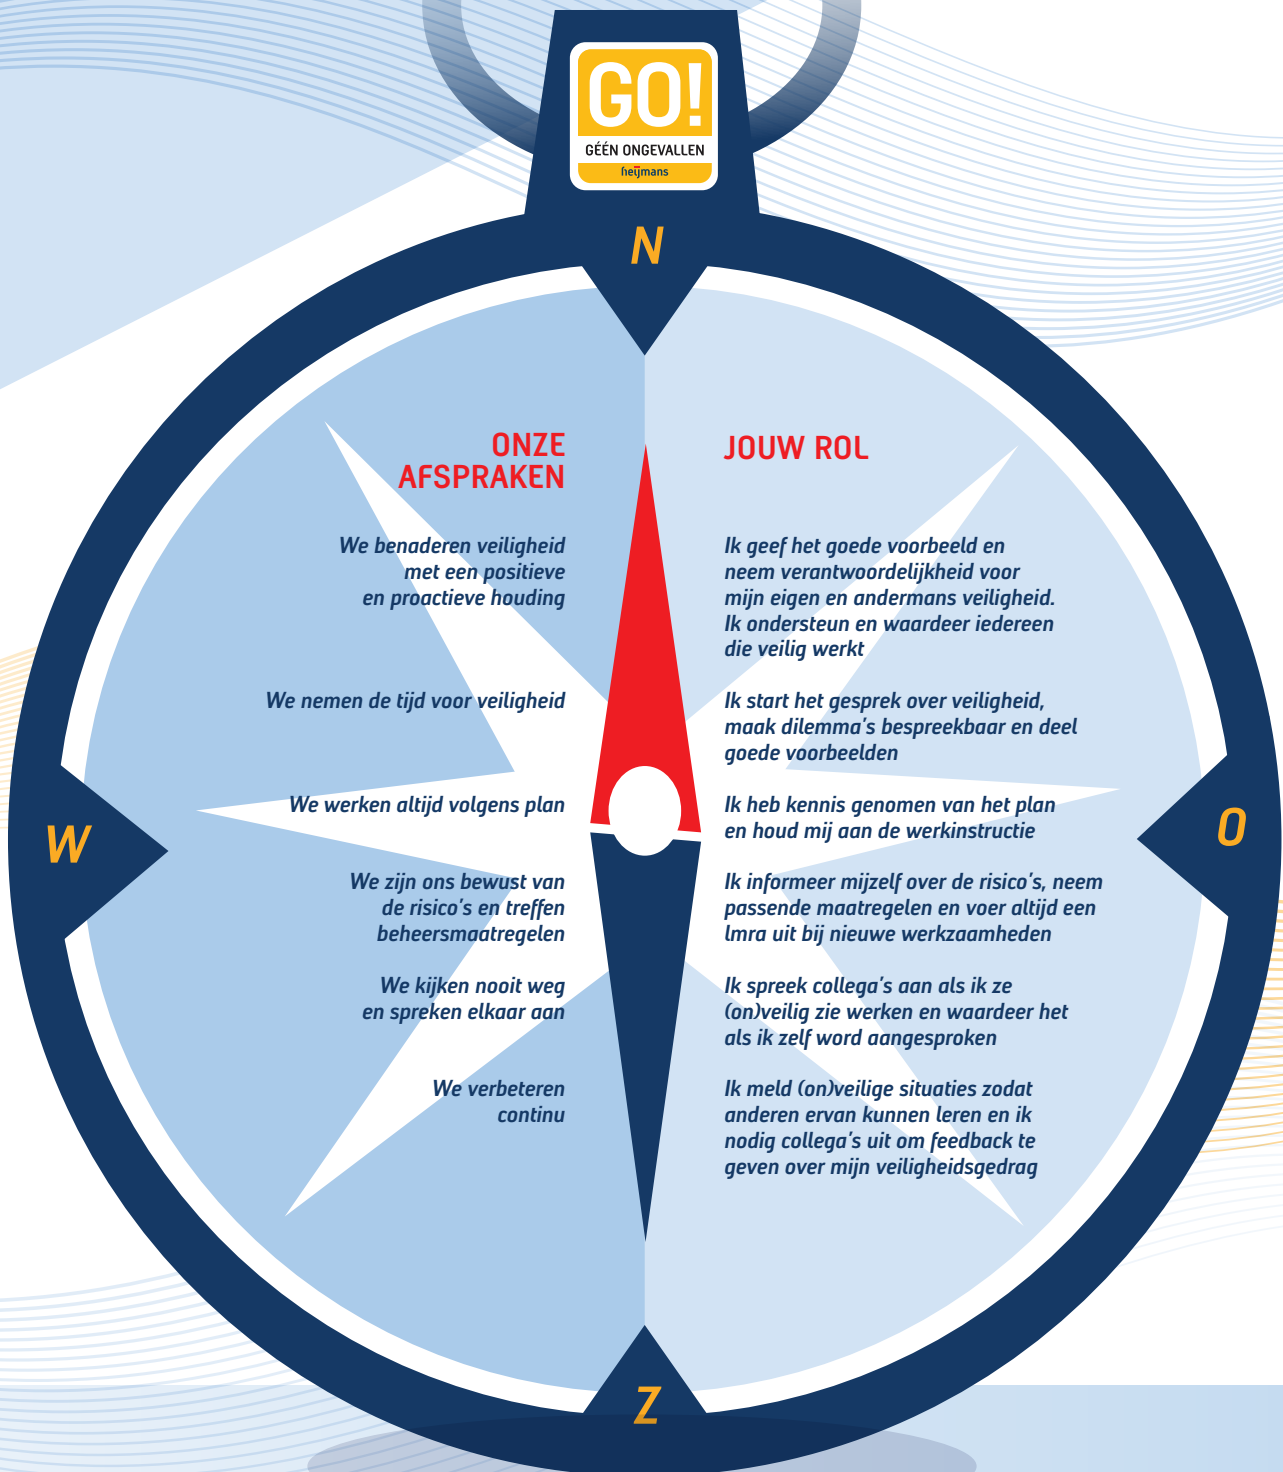 GO!
GÉÉN ONGEVALLEN
heijmans
N
ONZE
AFSPRAKEN
We benaderen veiligheid
met een positieve
en proactieve houding
We nemen de tijd voor veiligheid
We werken altijd volgens plan
We zijn ons bewust van
de risico's en treffen
beheersmaatregelen
We kijken nooit weg
en spreken elkaar aan
We verbeteren
continu
JOUW ROL
Ik geef het goede voorbeeld en
neem verantwoordelijkheid voor
mijn eigen en andermans veiligheid.
Ik ondersteun en waardeer iedereen
die veilig werkt
Ik start het gesprek over veiligheid,
maak dilemma's bespreekbaar en deel
goede voorbeelden
Ik heb kennis genomen van het plan
en houd mij aan de werkinstructie
Ik informeer mijzelf over de risico's, neem
passende maatregelen en voer altijd een
lmra uit bij nieuwe werkzaamheden
Ik spreek collega's aan als ik ze
(on)veilig zie werken en waardeer het
als ik zelf word aangesproken
Ik meld (on)veilige situaties zodat
anderen ervan kunnen leren en ik
nodig collega's uit om feedback te
geven over mijn veiligheidsgedrag
W
O
Z